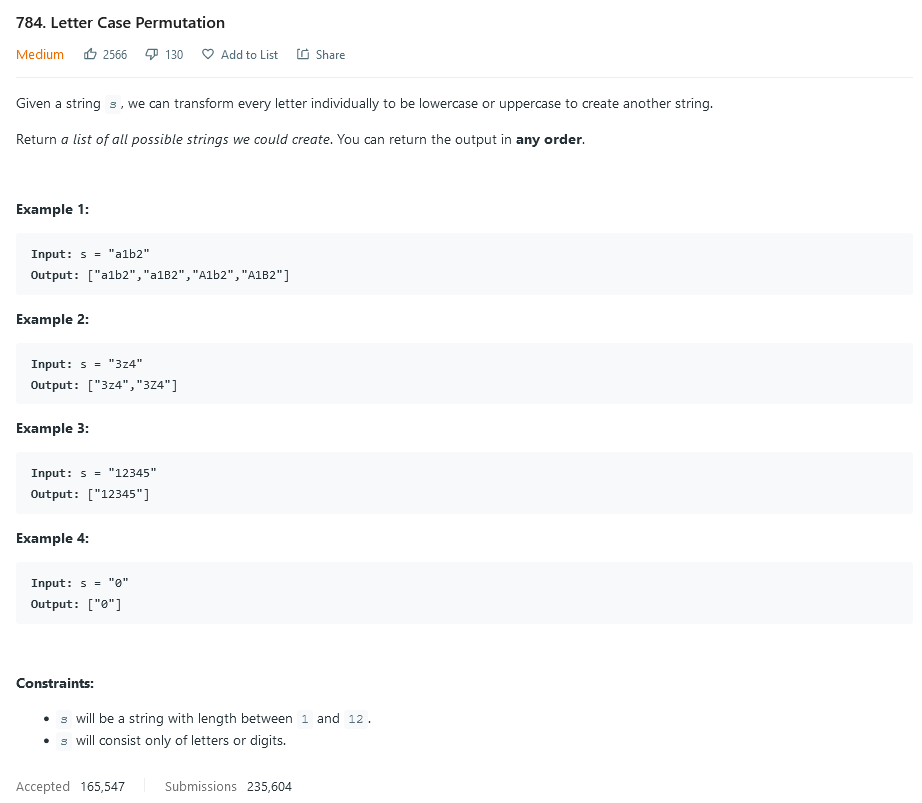 784. Letter Case Permutation
Medium 2566 130 Add to List Share
Given a string s, we can transform every letter individually to be lowercase or uppercase to create another string.
Return a list of all possible strings we could create. You can return the output in any order.
Example 1:
Input: s = "a1b2"
Output: ["a1b2","a1B2","A1b2","A1B2"]
Example 2:
Input: s = "3z4"
Output: ["3z4","3Z4"]
Example 3:
Input: s = "12345"
Output: ["12345"]
Example 4:
Input: s = "0"
Output: ["0"]
Constraints:
• s will be a string with length between 1 and 12.
• s will consist only of letters or digits.
Accepted 165,547 Submissions 235,604